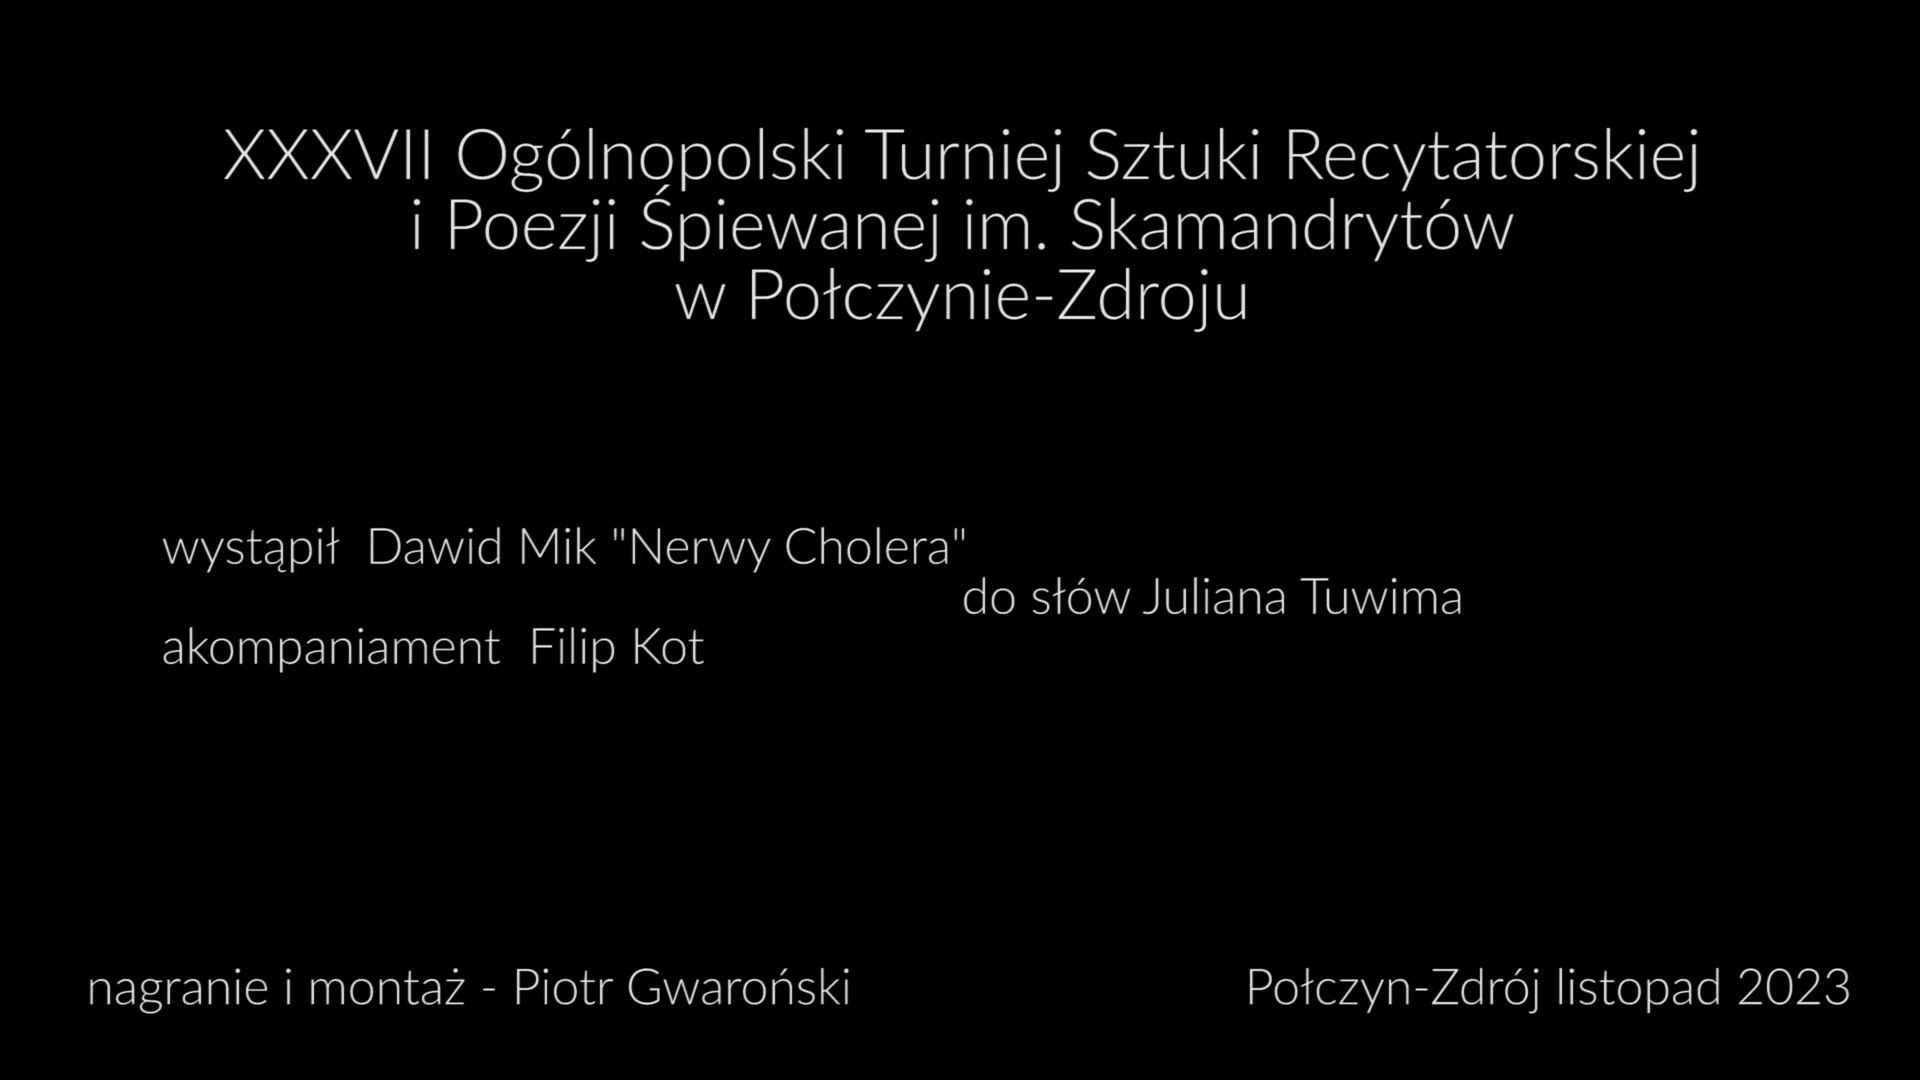 XXXVII Ogólnopolski Turniej Sztuki Recytatorskiej
i Poezji Śpiewanej im. Skamandrytów
w Połczynie-Zdroju
wystąpił Dawid Mik "Nerwy Cholera"
do słów Juliana Tuwima
akompaniament Filip Kot
nagranie i montaż - Piotr Gwaroński
Połczyn-Zdrój listopad 2023